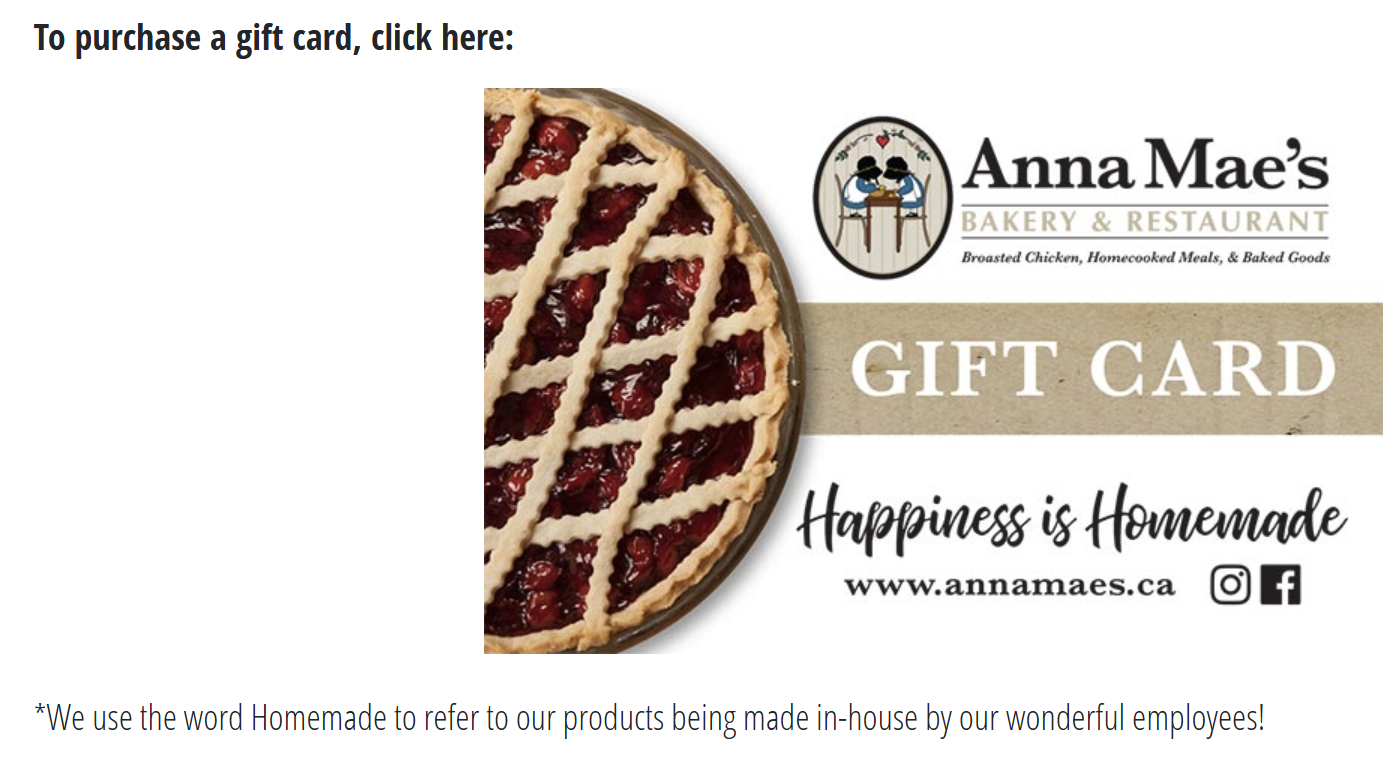 To purchase a gift card, click here:
Anna Mae's
BAKERY & RESTAURANT
Broasted Chicken, Homecooked Meals, & Baked Goods
GIFT CARD
Happiness is Homemade
www.annamaes.ca
*We use the word Homemade to refer to our products being made in-house by our wonderful employees!